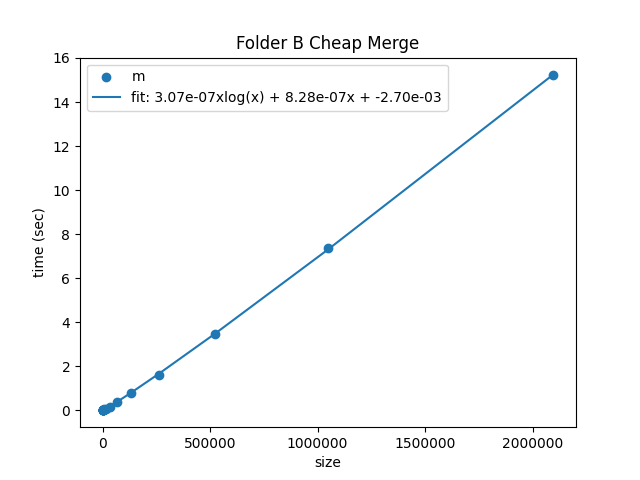 Folder B Cheap Merge
m
fit: 3.07e-07xlog(x) + 8.28e-07x + -2.70e-03
16
14
12
10
8
6
4
2
0
time (sec)
0 500000 1000000 1500000 2000000
size